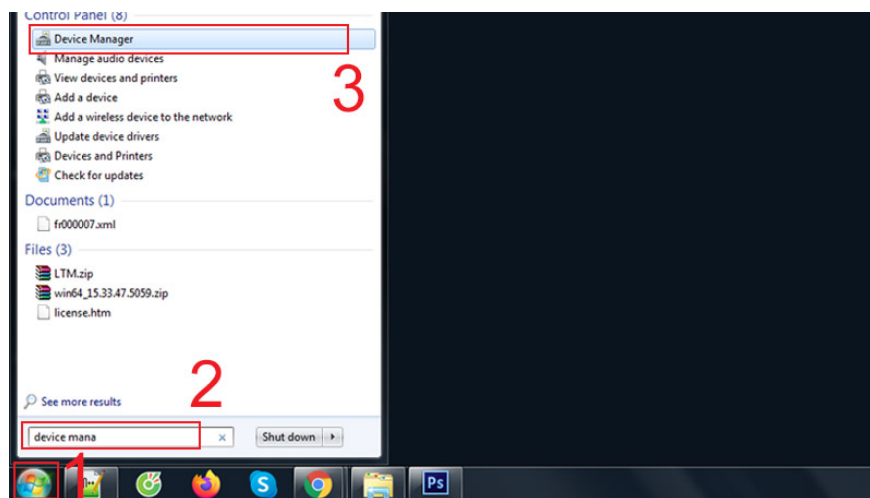 Control Panel (8)
Device Manager
Manage audio devices
View devices and printers
Add a device
Add a wireless device to the network
Update device drivers
Devices and Printers
Check for updates
3
Documents (1)
fr000007.xml
Files (3)
LTM.zip
win64_15.33.47.5059.zip
license.htm
2
See more results
device mana
Shut down
1
S
Ps